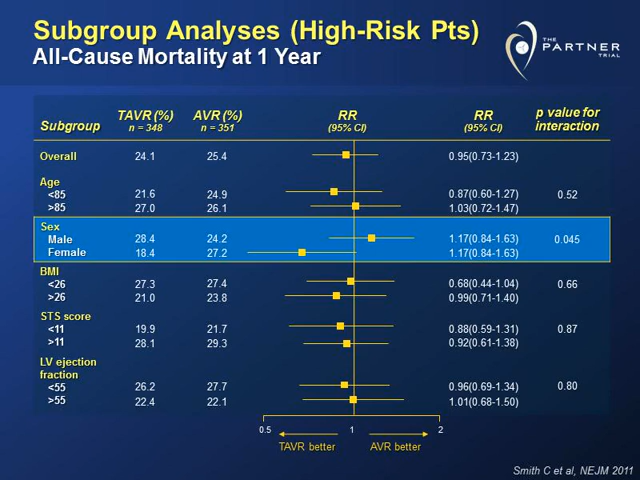 Subgroup Analyses (High-Risk Pts)
All-Cause Mortality at 1 Year
THE PARTNER TRIAL
Subgroup TAVR (%) n = 348 AVR (%) n = 351 RR (95% CI) RR (95% CI) p value for interaction
Overall 24.1 25.4 0.95(0.73-1.23)
Age
<85 21.6 24.9 0.87(0.60-1.27) 0.52
>85 27.0 26.1 1.03(0.72-1.47)
Sex
Male 28.4 24.2 1.17(0.84-1.63) 0.045
Female 18.4 27.2 1.17(0.84-1.63)
BMI
<26 27.3 27.4 0.68(0.44-1.04) 0.66
>26 21.0 23.8 0.99(0.71-1.40)
STS score
<11 19.9 21.7 0.88(0.59-1.31) 0.87
>11 28.1 29.3 0.92(0.61-1.38)
LV ejection
fraction
<55 26.2 27.7 0.96(0.69-1.34) 0.80
>55 22.4 22.1 1.01(0.68-1.50)
0.5 1 2
TAVR better AVR better
Smith C et al, NEJM 2011